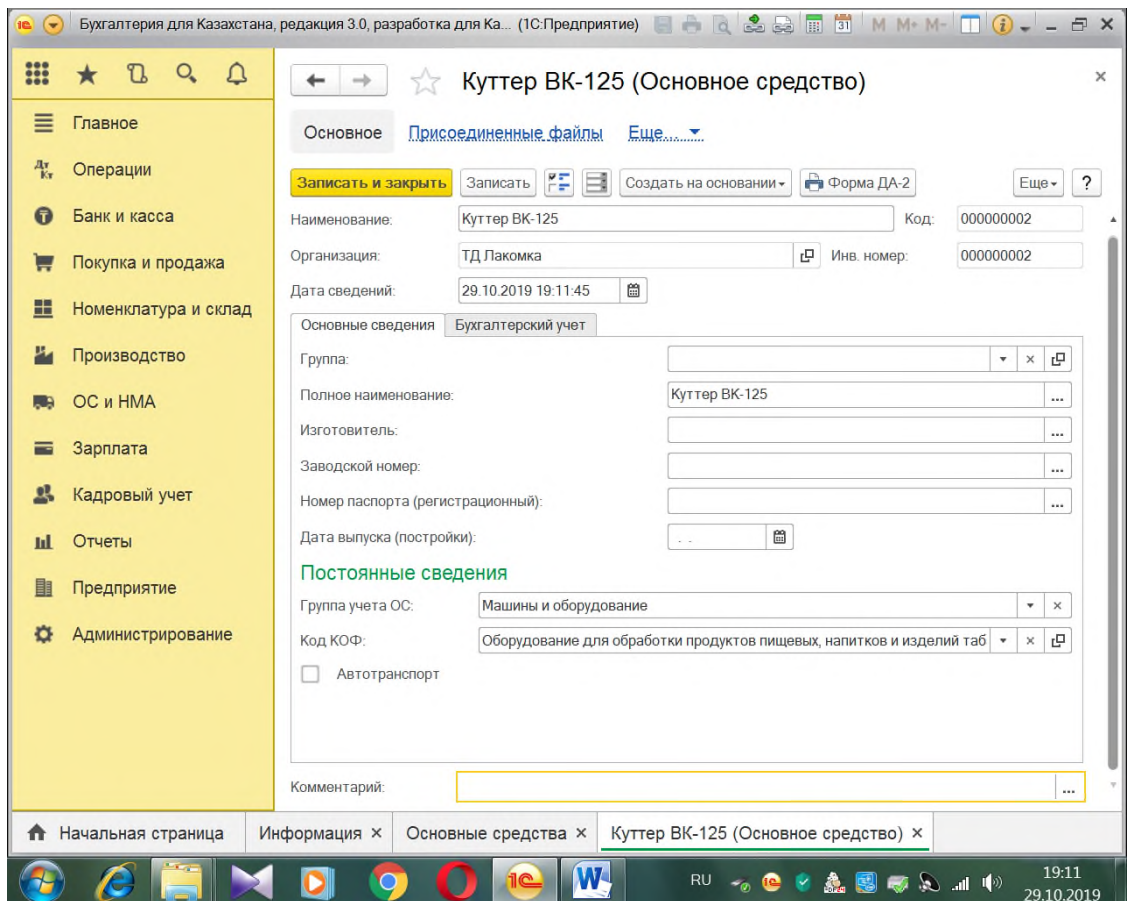 Бухгалтерия для Казахстана, редакция 3.0, разработка для Ка... (1С:Предприятие) 31 M M+ M-
Куттер ВК-125 (Основное средство)
Основное Присоединенные файлы Еще...
Записать и закрыть Записать Создать на основании Форма ДА-2 Еще ?
Наименование: Куттер ВК-125 Код: 000000002
Организация: ТД Лакомка Инв. номер: 000000002
Дата сведений: 29.10.2019 19:11:45
Основные сведения Бухгалтерский учет
Группа:
Полное наименование: Куттер ВК-125 ...
Изготовитель: ...
Заводской номер: ...
Номер паспорта (регистрационный): ...
Дата выпуска (постройки): . .
Постоянные сведения
Группа учета ОС: Машины и оборудование
Код КОФ: Оборудование для обработки продуктов пищевых, напитков и изделий таб
Автотранспорт
Комментарий: ...
Главное
Дт Кт Операции
Банк и касса
Покупка и продажа
Номенклатура и склад
Производство
ОС и НМА
Зарплата
Кадровый учет
Отчеты
Предприятие
Администрирование
Начальная страница Информация × Основные средства × Куттер ВК-125 (Основное средство) ×
RU 19:11
29.10.2019